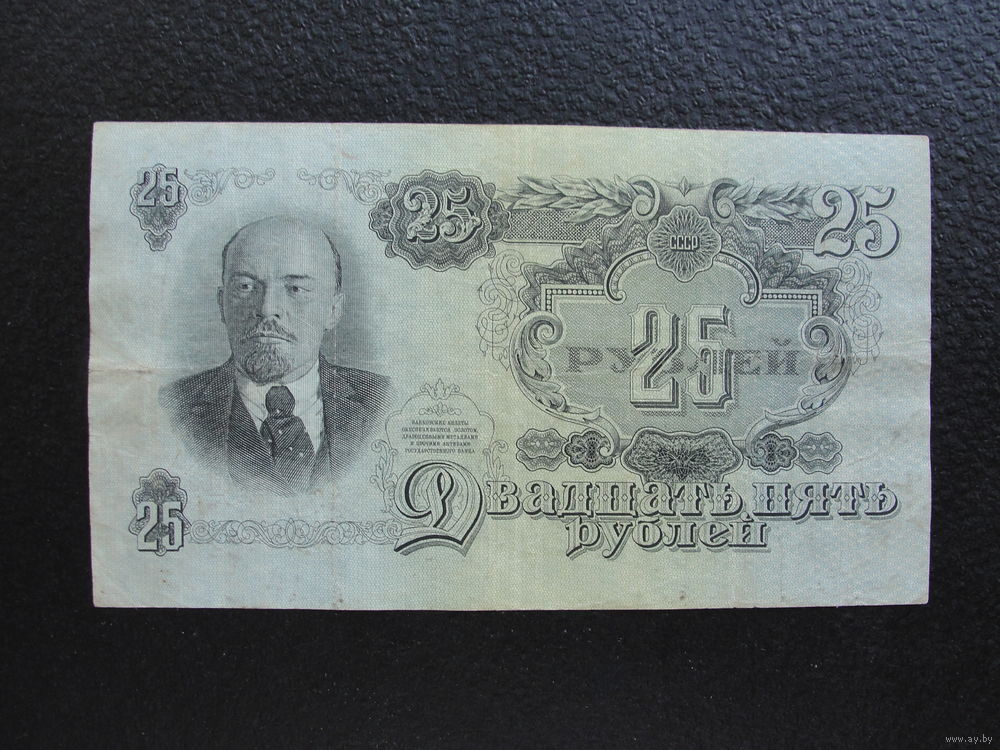 25
25
25
СССР
РУБЛЕЙ
25
БАНКОВСКИЕ БИЛЕТЫ
ОБЕСПЕЧИВАЮТСЯ ЗОЛОТОМ,
ДРАГОЦЕННЫМИ МЕТАЛЛАМИ
И ПРОЧИМИ АКТИВАМИ
ГОСУДАРСТВЕННОГО БАНКА
25
Двадцать пять
рублей
www.ay.by